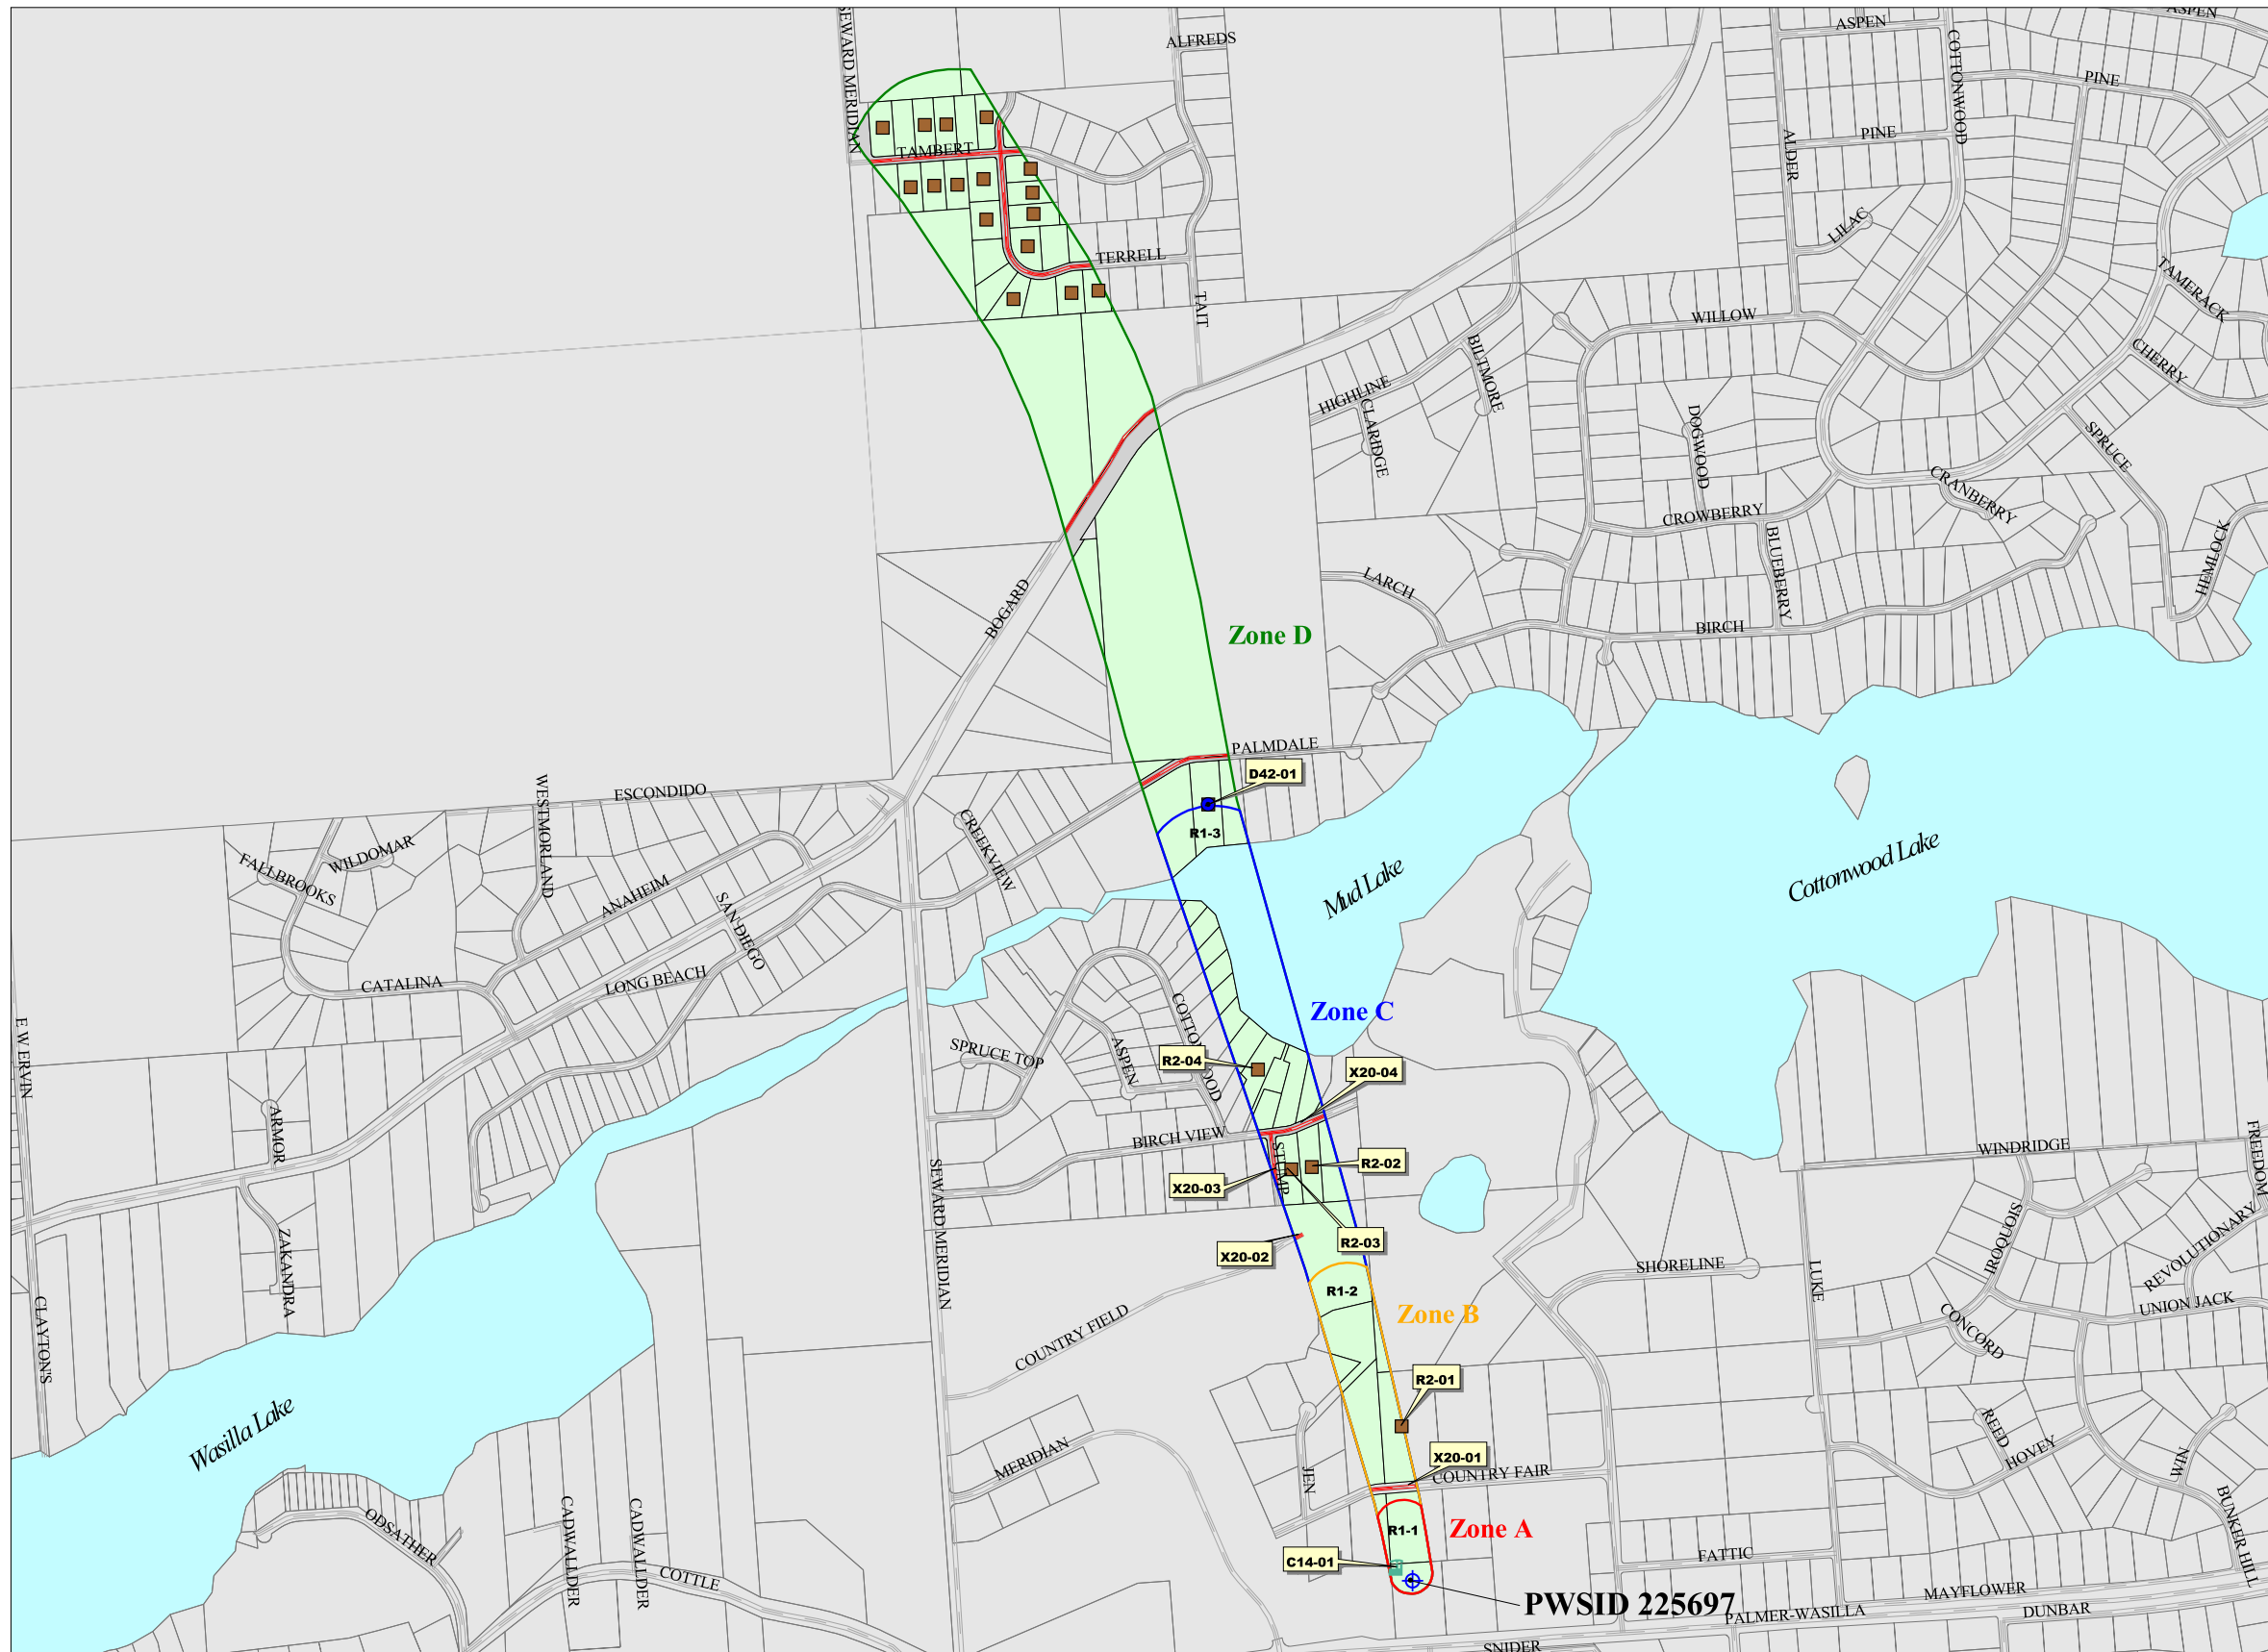 SEWARD MERIDIAN
ALFREDS
ASPEN
COTTONWOOD
ASPEN
PINE
PINE
ALDER
TAMBERT
LILAC
TERRELL
TAIT
TAMERACK
WILLOW
BILTMORE
CHERRY
HIGHLINE
CLARIDGE
DOGWOOD
SPRUCE
CRANBERRY
CROWBERRY
BLUEBERRY
HEMLOCK
LARCH
BOGARD
BIRCH
Zone D
PALMDALE
D42-01
R1-3
ESCONDIDO
WESTMORLAND
CREEKVIEW
WILDOMAR
FALLBROOKS
ANAHEIM
SAN DIEGO
Mud Lake
Cottonwood Lake
CATALINA
LONG BEACH
Zone C
COTTONWOOD
E W ERVIN
SPRUCE TOP
ASPEN
R2-04
X20-04
ARMOR
BIRCH VIEW
STUMP
R2-02
X20-03
WINDRIDGE
FREEDOM
SEWARD MERIDIAN
R2-03
X20-02
ZAKANDRA
IROQUOIS
REVOLUTIONARY
SHORELINE
LUKE
R1-2
Zone B
UNION JACK
CLAYTON'S
COUNTRY FIELD
CONCORD
R2-01
Wasilla Lake
REED
HOVEY
WIN
X20-01
COUNTRY FAIR
MERIDIAN
JEN
BUNKER HILL
Zone A
R1-1
ODSATHER
CADWALLDER
CADWALLDER
C14-01
FATTIC
COTTLE
PWSID 225697
MAYFLOWER
PALMER-WASILLA
DUNBAR
SNIDER